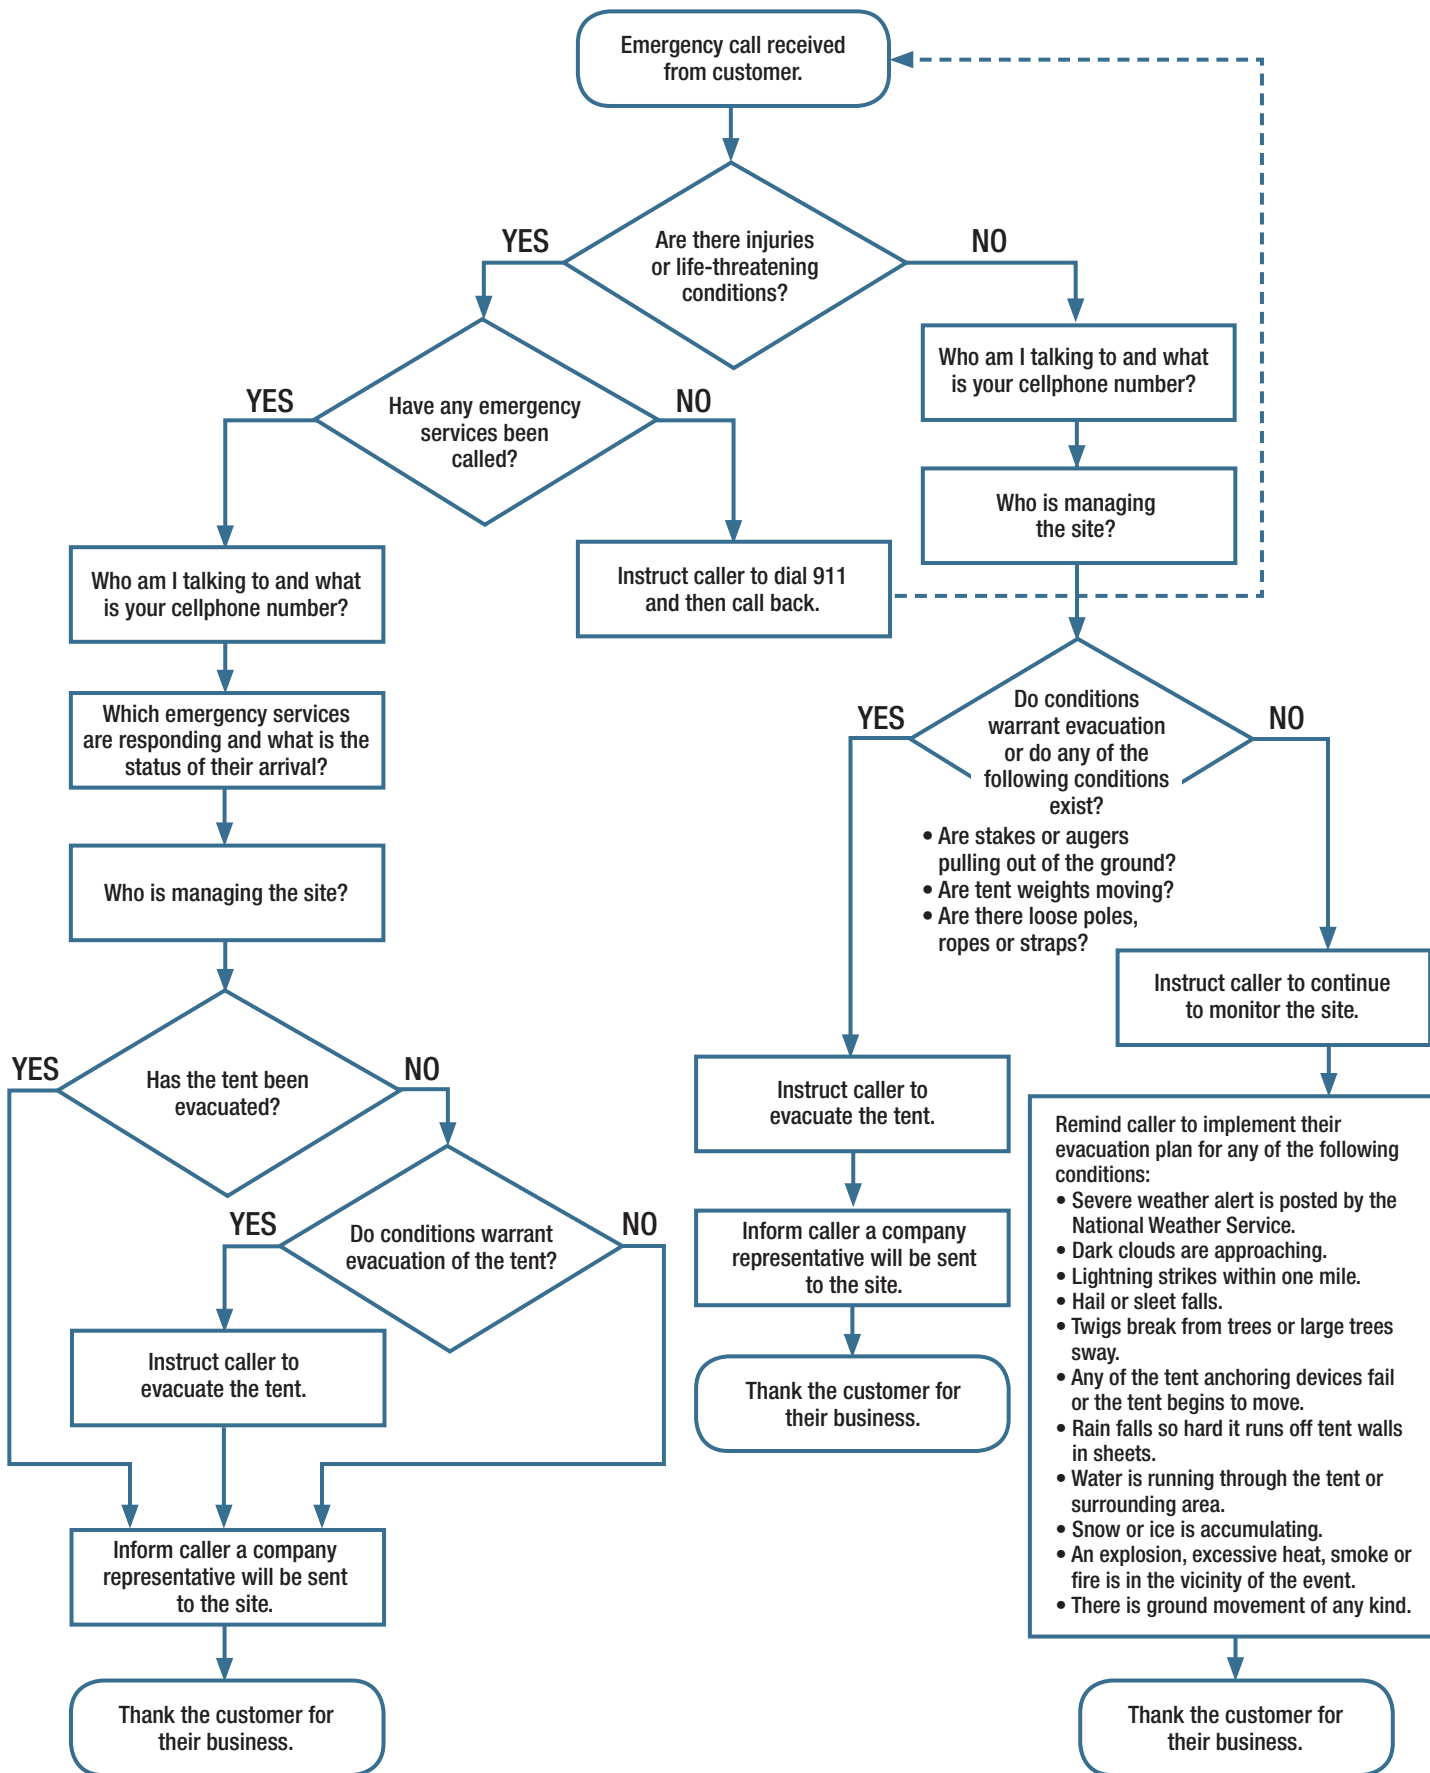 Emergency call received
from customer.
YES
Are there injuries
or life-threatening
conditions?
NO
YES
Have any emergency
services been
called?
NO
Who am I talking to and what
is your cellphone number?
Who is managing
the site?
Who am I talking to and what
is your cellphone number?
Instruct caller to dial 911
and then call back.
Which emergency services
are responding and what is the
status of their arrival?
YES
Do conditions
warrant evacuation
or do any of the
following conditions
exist?
• Are stakes or augers
pulling out of the ground?
• Are tent weights moving?
• Are there loose poles,
ropes or straps?
NO
Who is managing the site?
Instruct caller to continue
to monitor the site.
YES
Has the tent been
evacuated?
NO
Instruct caller to
evacuate the tent.
Remind caller to implement their
evacuation plan for any of the following
conditions:
• Severe weather alert is posted by the
National Weather Service.
• Dark clouds are approaching.
• Lightning strikes within one mile.
• Hail or sleet falls.
• Twigs break from trees or large trees
sway.
• Any of the tent anchoring devices fail
or the tent begins to move.
• Rain falls so hard it runs off tent walls
in sheets.
• Water is running through the tent or
surrounding area.
• Snow or ice is accumulating.
• An explosion, excessive heat, smoke or
fire is in the vicinity of the event.
• There is ground movement of any kind.
YES
Do conditions warrant
evacuation of the tent?
NO
Inform caller a company
representative will be sent
to the site.
Instruct caller to
evacuate the tent.
Thank the customer for
their business.
Inform caller a company
representative will be sent
to the site.
Thank the customer for
their business.
Thank the customer for
their business.